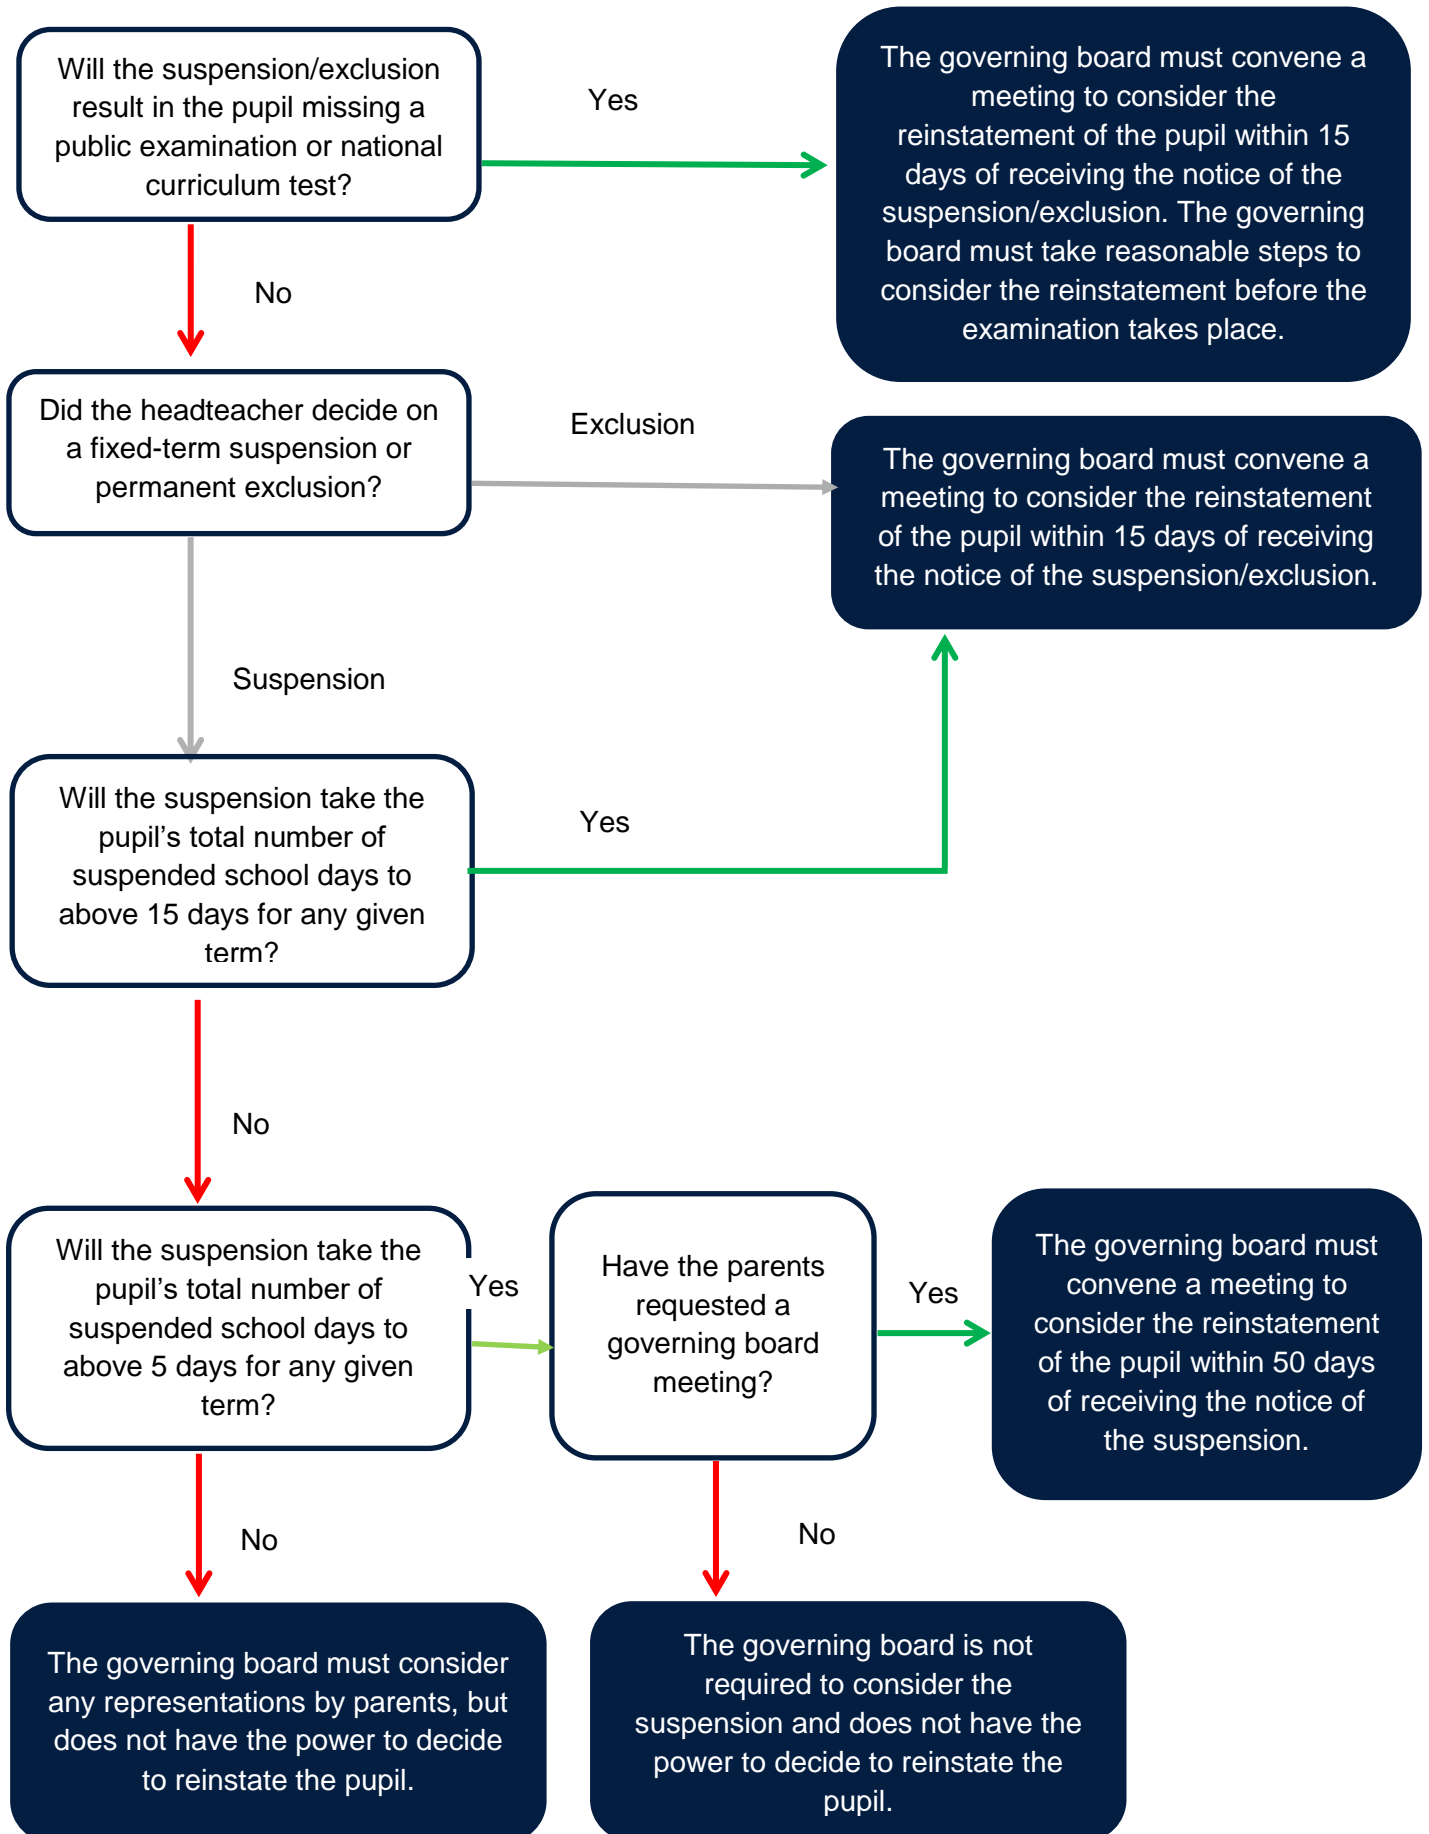 Will the suspension/exclusion
result in the pupil missing a
public examination or national
curriculum test?
Yes
The governing board must convene a
meeting to consider the
reinstatement of the pupil within 15
days of receiving the notice of the
suspension/exclusion. The governing
board must take reasonable steps to
consider the reinstatement before the
examination takes place.
No
Did the headteacher decide on
a fixed-term suspension or
permanent exclusion?
Exclusion
The governing board must convene a
meeting to consider the reinstatement
of the pupil within 15 days of receiving
the notice of the suspension/exclusion.
Suspension
Will the suspension take the
pupil’s total number of
suspended school days to
above 15 days for any given
term?
Yes
No
Will the suspension take the
pupil’s total number of
suspended school days to
above 5 days for any given
term?
Yes
Have the parents
requested a
governing board
meeting?
Yes
The governing board must
convene a meeting to
consider the reinstatement
of the pupil within 50 days
of receiving the notice of
the suspension.
No
No
The governing board must consider
any representations by parents, but
does not have the power to decide
to reinstate the pupil.
The governing board is not
required to consider the
suspension and does not have the
power to decide to reinstate the
pupil.